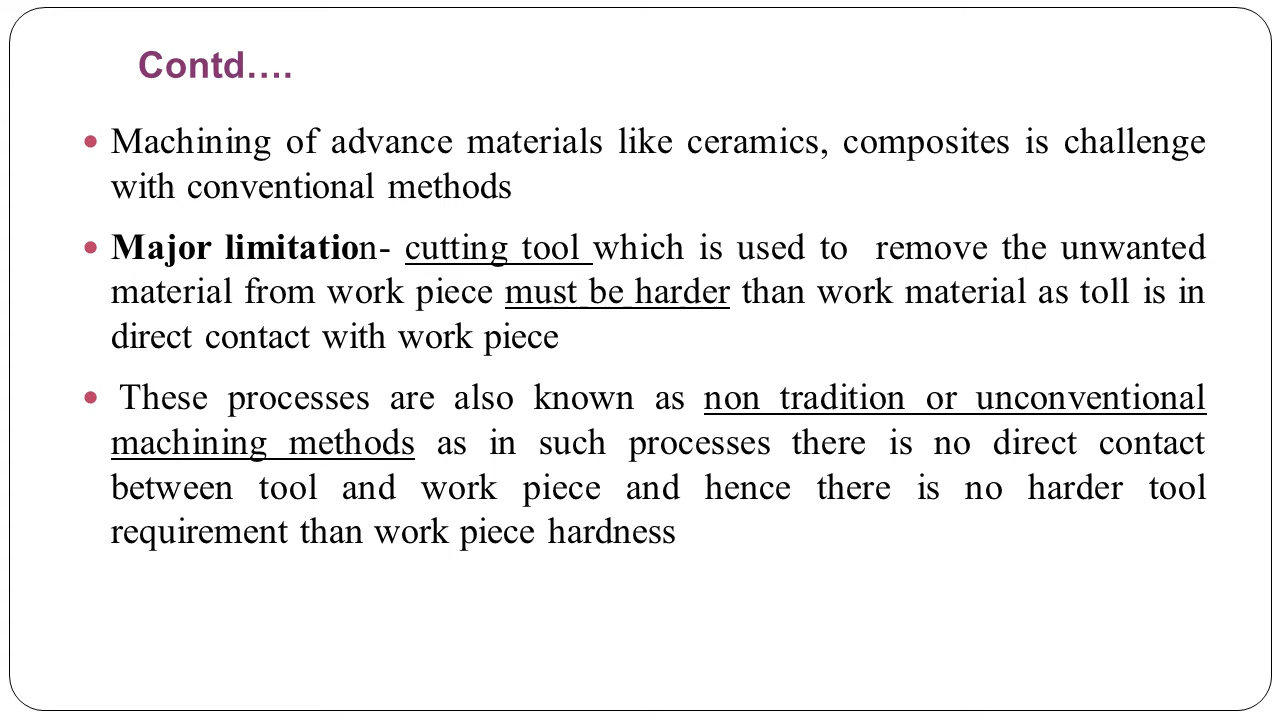 Contd….
Machining of advance materials like ceramics, composites is challenge
with conventional methods
Major limitation- cutting tool which is used to remove the unwanted
material from work piece must be harder than work material as toll is in
direct contact with work piece
These processes are also known as non tradition or unconventional
machining methods as in such processes there is no direct contact
between tool and work piece and hence there is no harder tool
requirement than work piece hardness